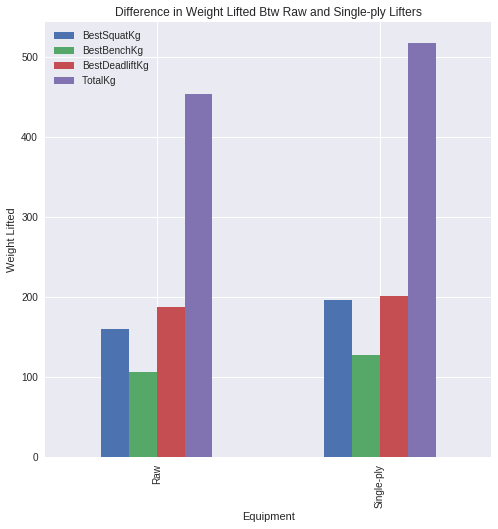 Difference in Weight Lifted Btw Raw and Single-ply Lifters
BestSquatKg
BestBenchKg
BestDeadliftKg
TotalKg
500
400
300
200
100
0
Weight Lifted
Raw
Single-ply
Equipment